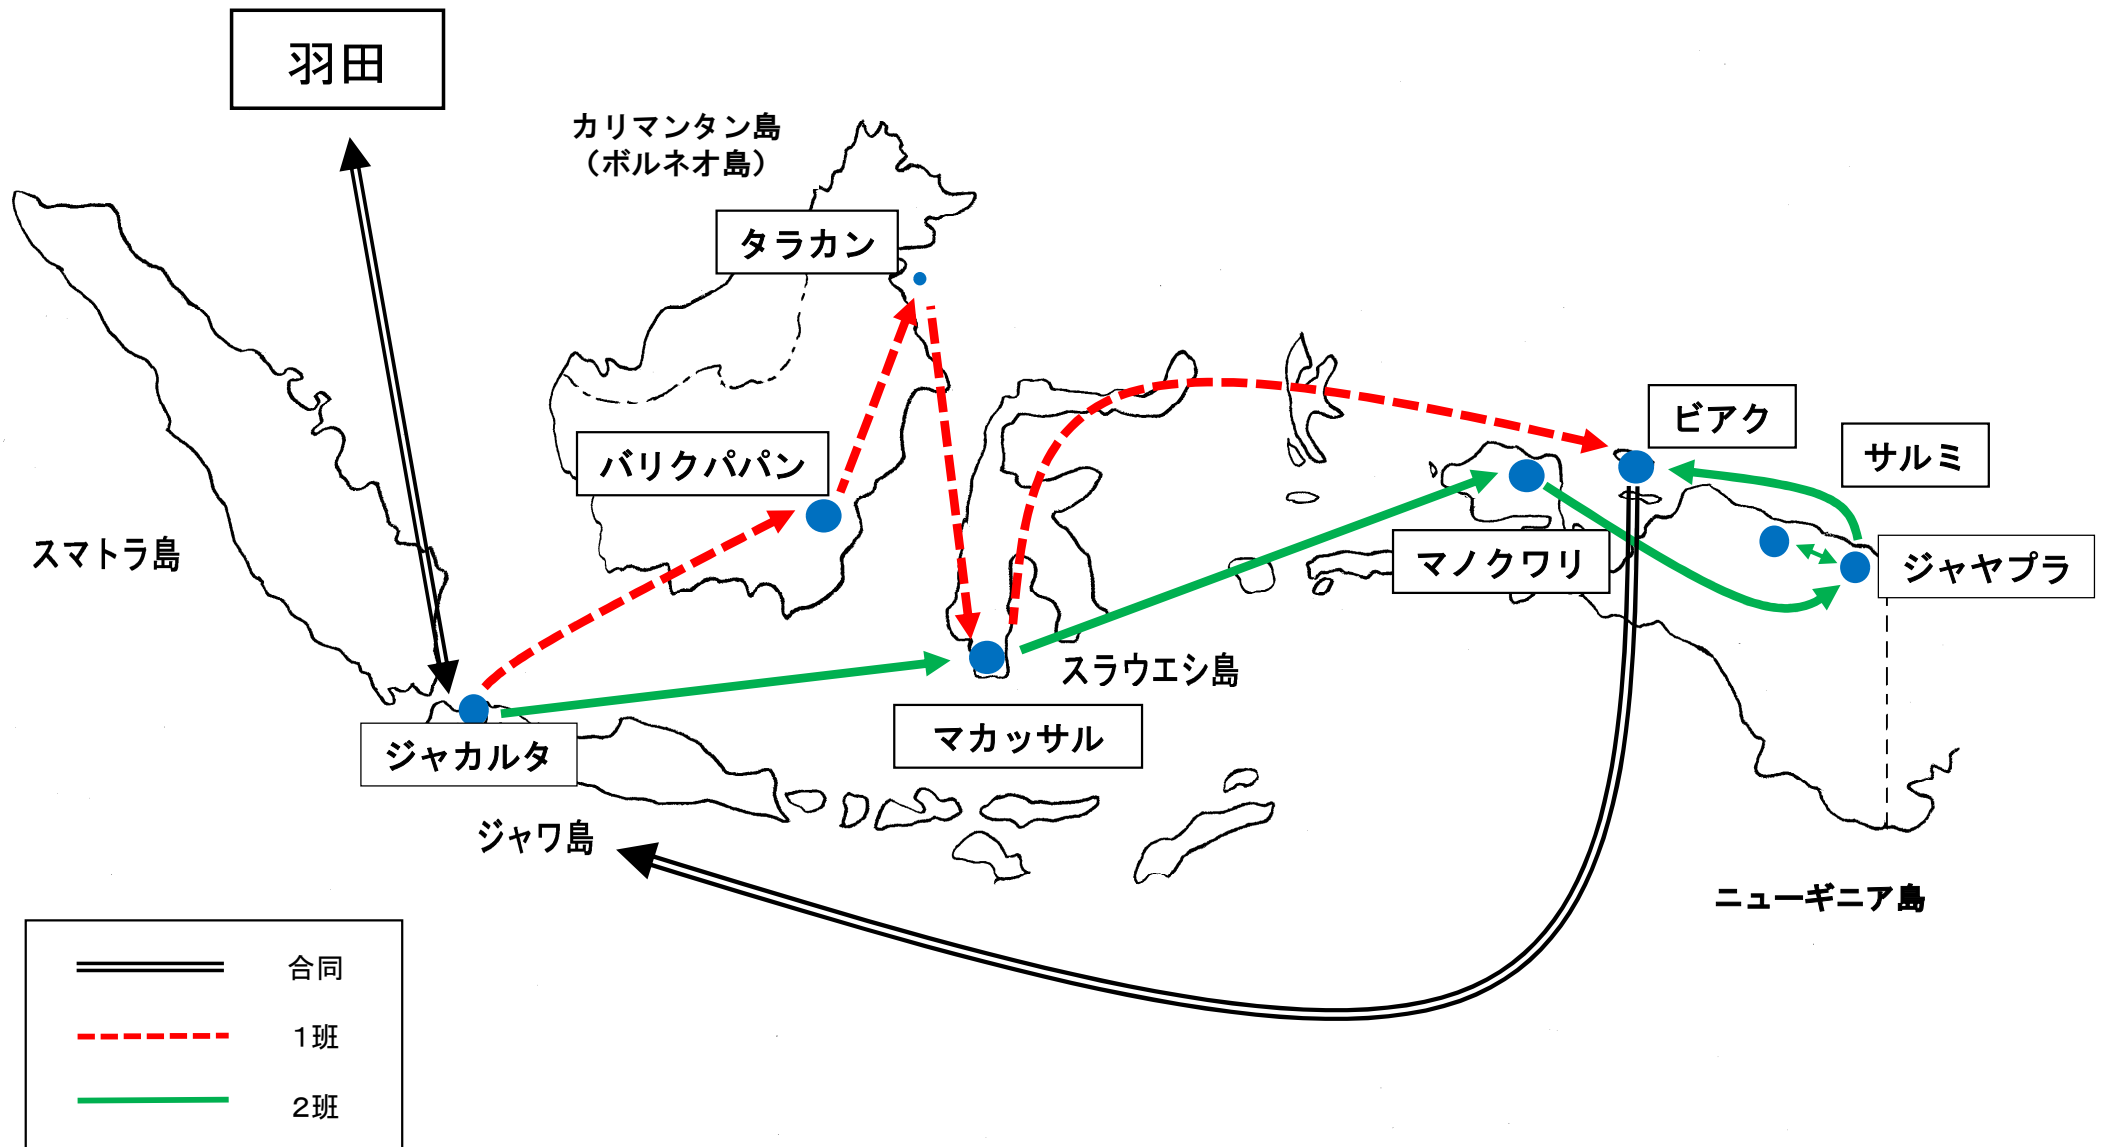 羽田
カリマンタン島
（ボルネオ島）
タラカン
ビアク
サルミ
バリクパパン
スマトラ島
マノクワリ
ジャヤプラ
スラウエシ島
マカッサル
ジャカルタ
ジャワ島
ニューギニア島
合同
１班
２班